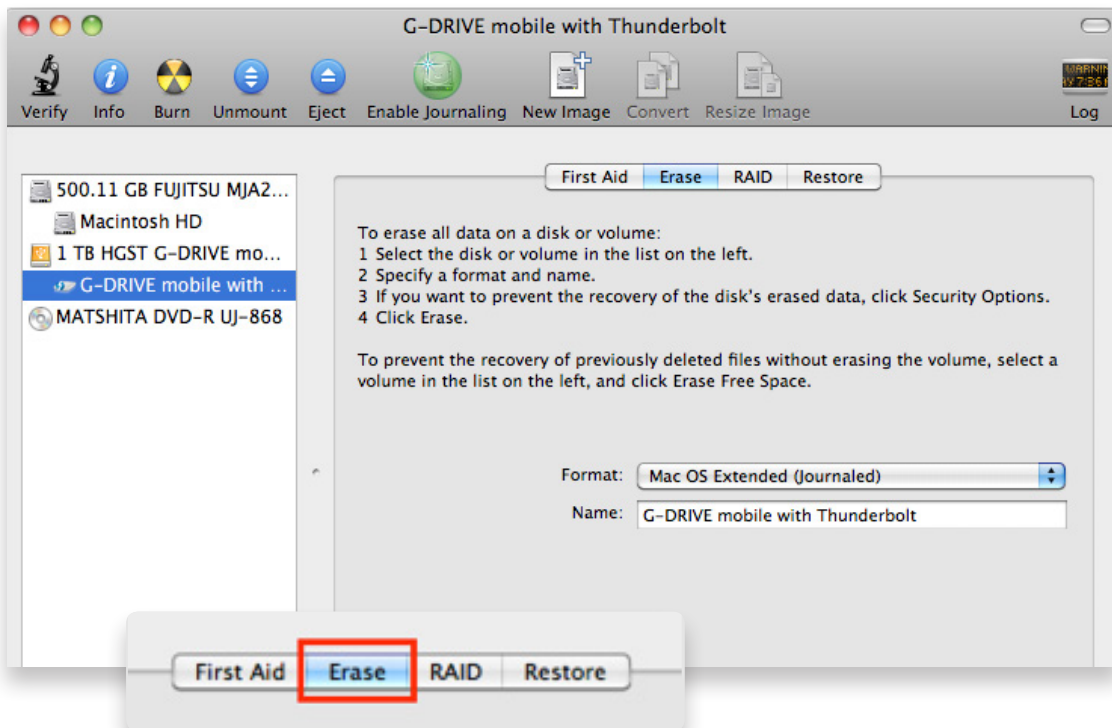 G-DRIVE mobile with Thunderbolt
Verify Info Burn Unmount Eject Enable Journaling New Image Convert Resize Image Log
First Aid Erase RAID Restore
500.11 GB FUJITSU MJA2...
Macintosh HD
1 TB HGST G-DRIVE mo...
G-DRIVE mobile with ...
MATSHITA DVD-R UJ-868
To erase all data on a disk or volume:
1 Select the disk or volume in the list on the left.
2 Specify a format and name.
3 If you want to prevent the recovery of the disk's erased data, click Security Options.
4 Click Erase.
To prevent the recovery of previously deleted files without erasing the volume, select a
volume in the list on the left, and click Erase Free Space.
Format: Mac OS Extended (Journaled)
Name: G-DRIVE mobile with Thunderbolt
First Aid Erase RAID Restore